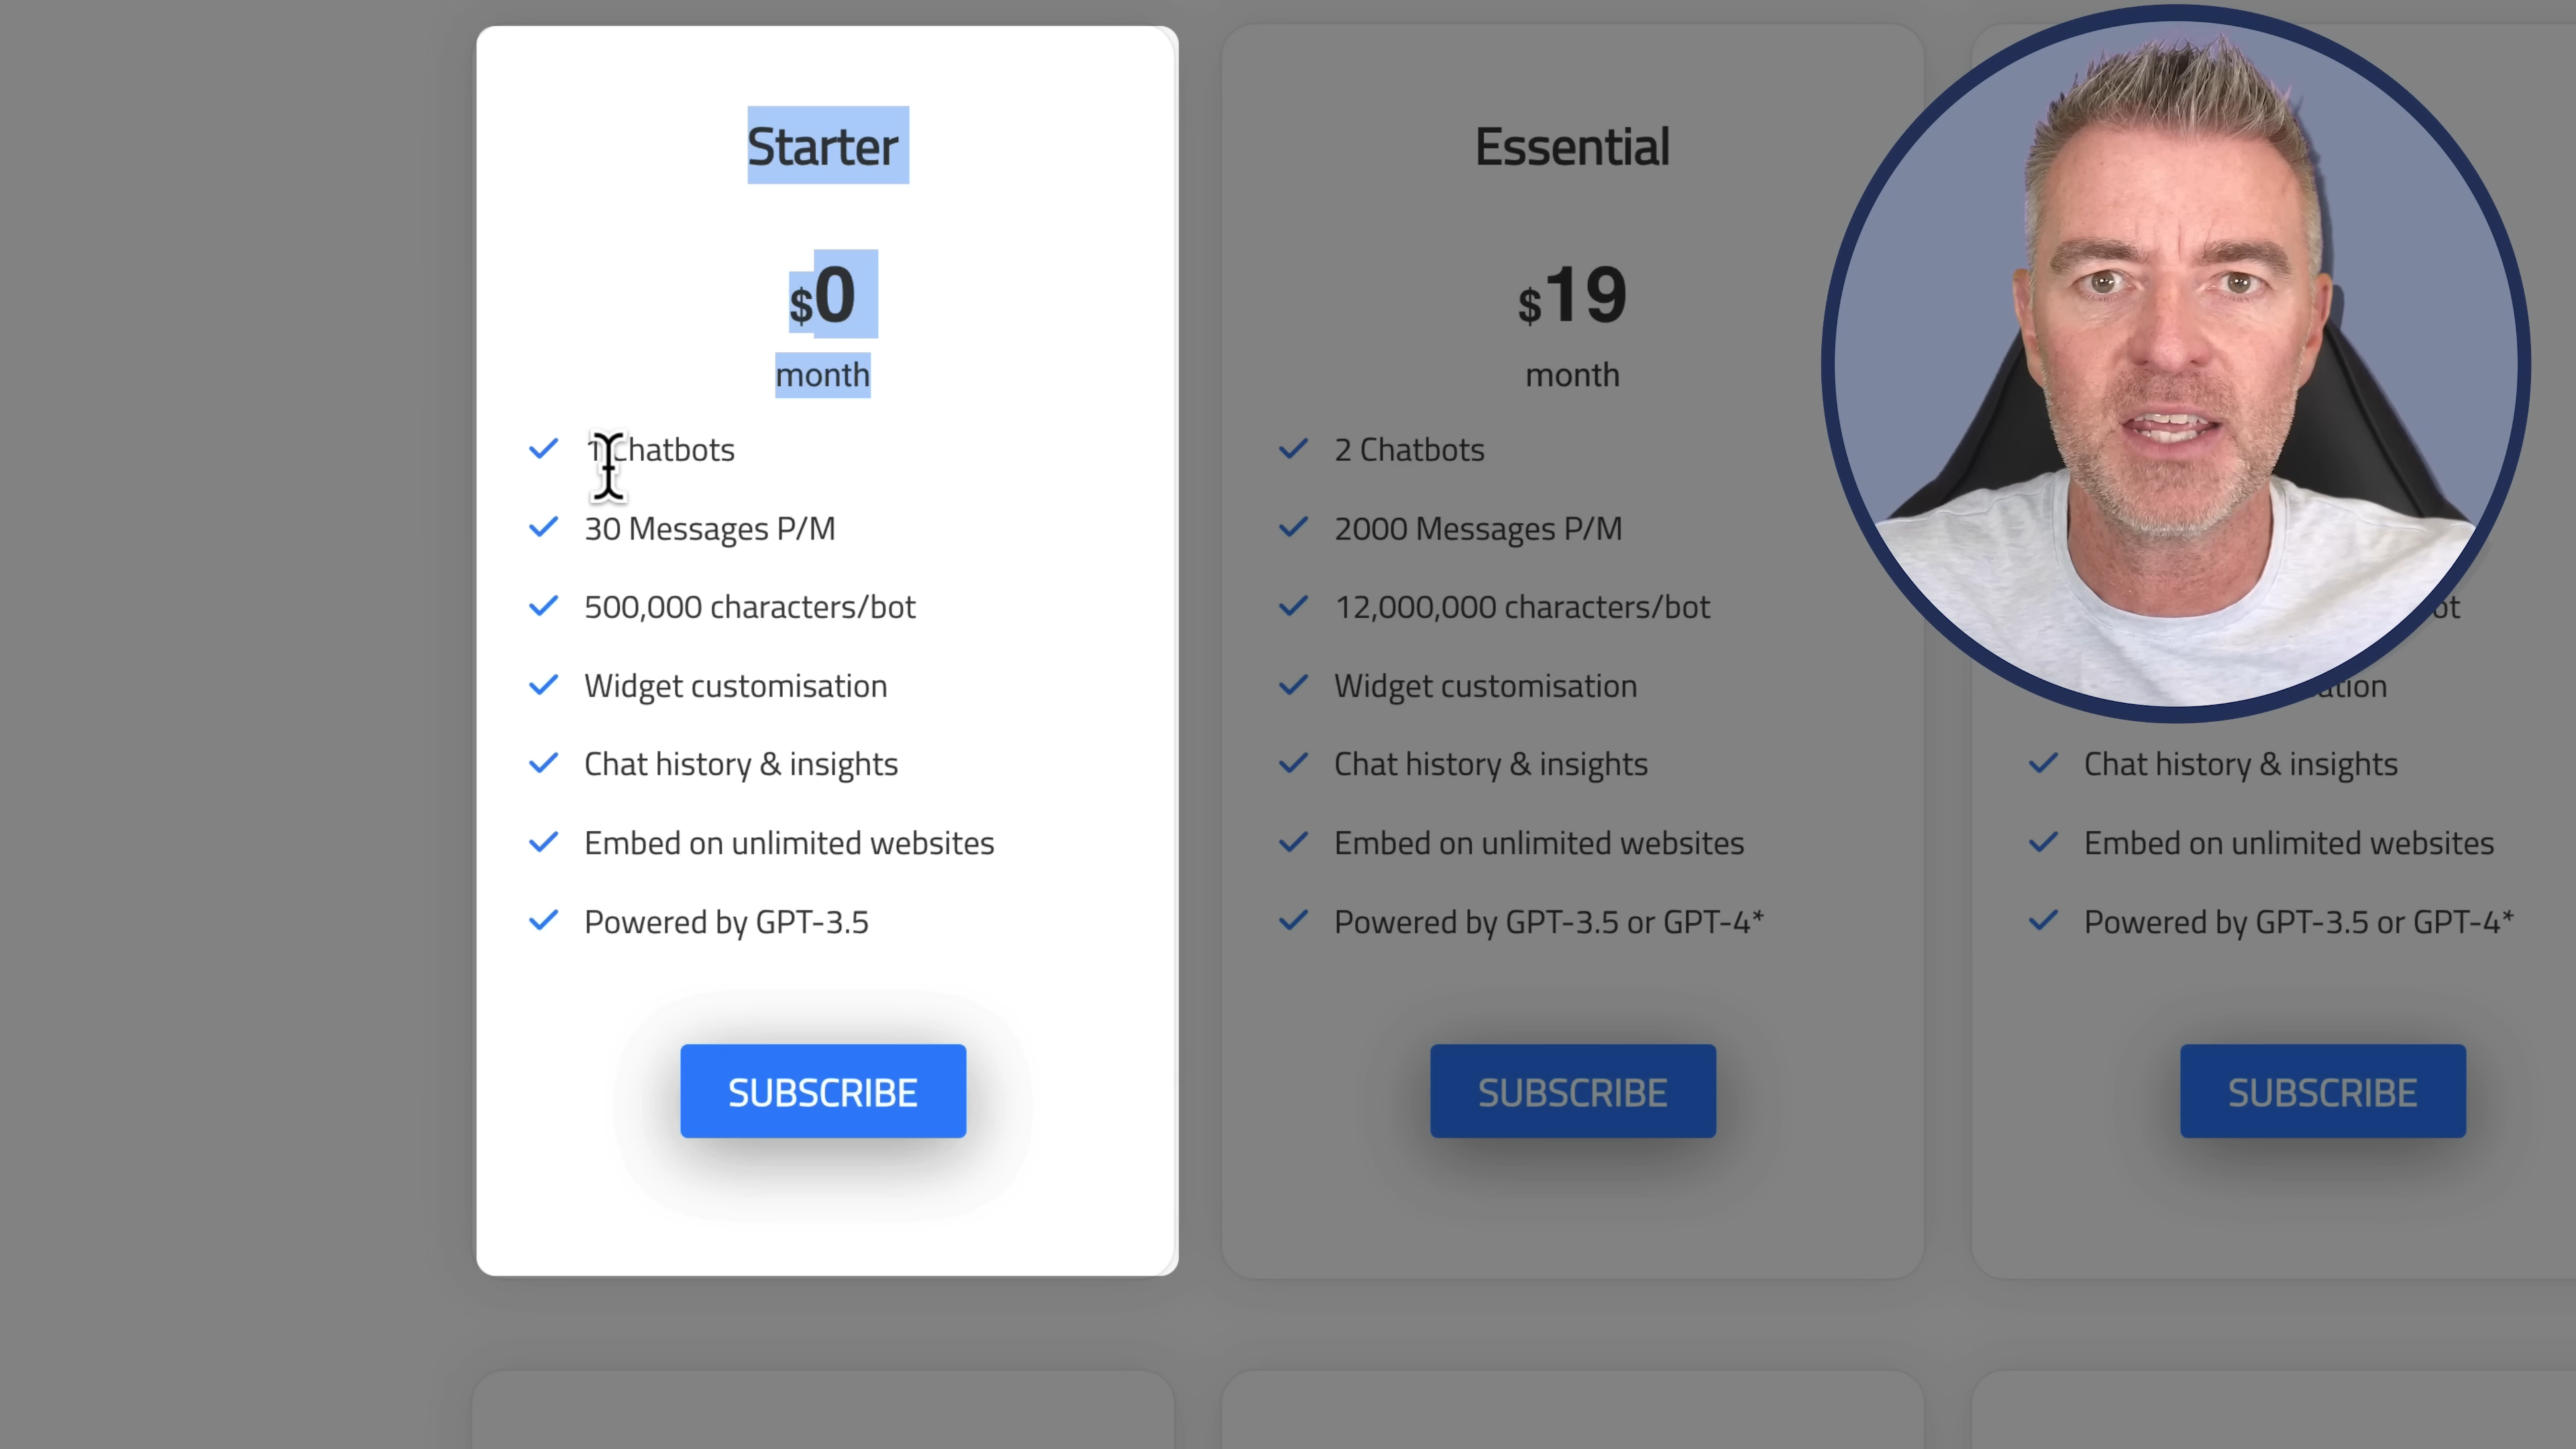 Starter
$0
month
1 Chatbots
30 Messages P/M
500,000 characters/bot
Widget customisation
Chat history & insights
Embed on unlimited websites
Powered by GPT-3.5
SUBSCRIBE
Essential
$19
month
2 Chatbots
2000 Messages P/M
12,000,000 characters/bot
Widget customisation
Chat history & insights
Embed on unlimited websites
Powered by GPT-3.5 or GPT-4*
SUBSCRIBE
Chat history & insights
Embed on unlimited websites
Powered by GPT-3.5 or GPT-4*
SUBSCRIBE